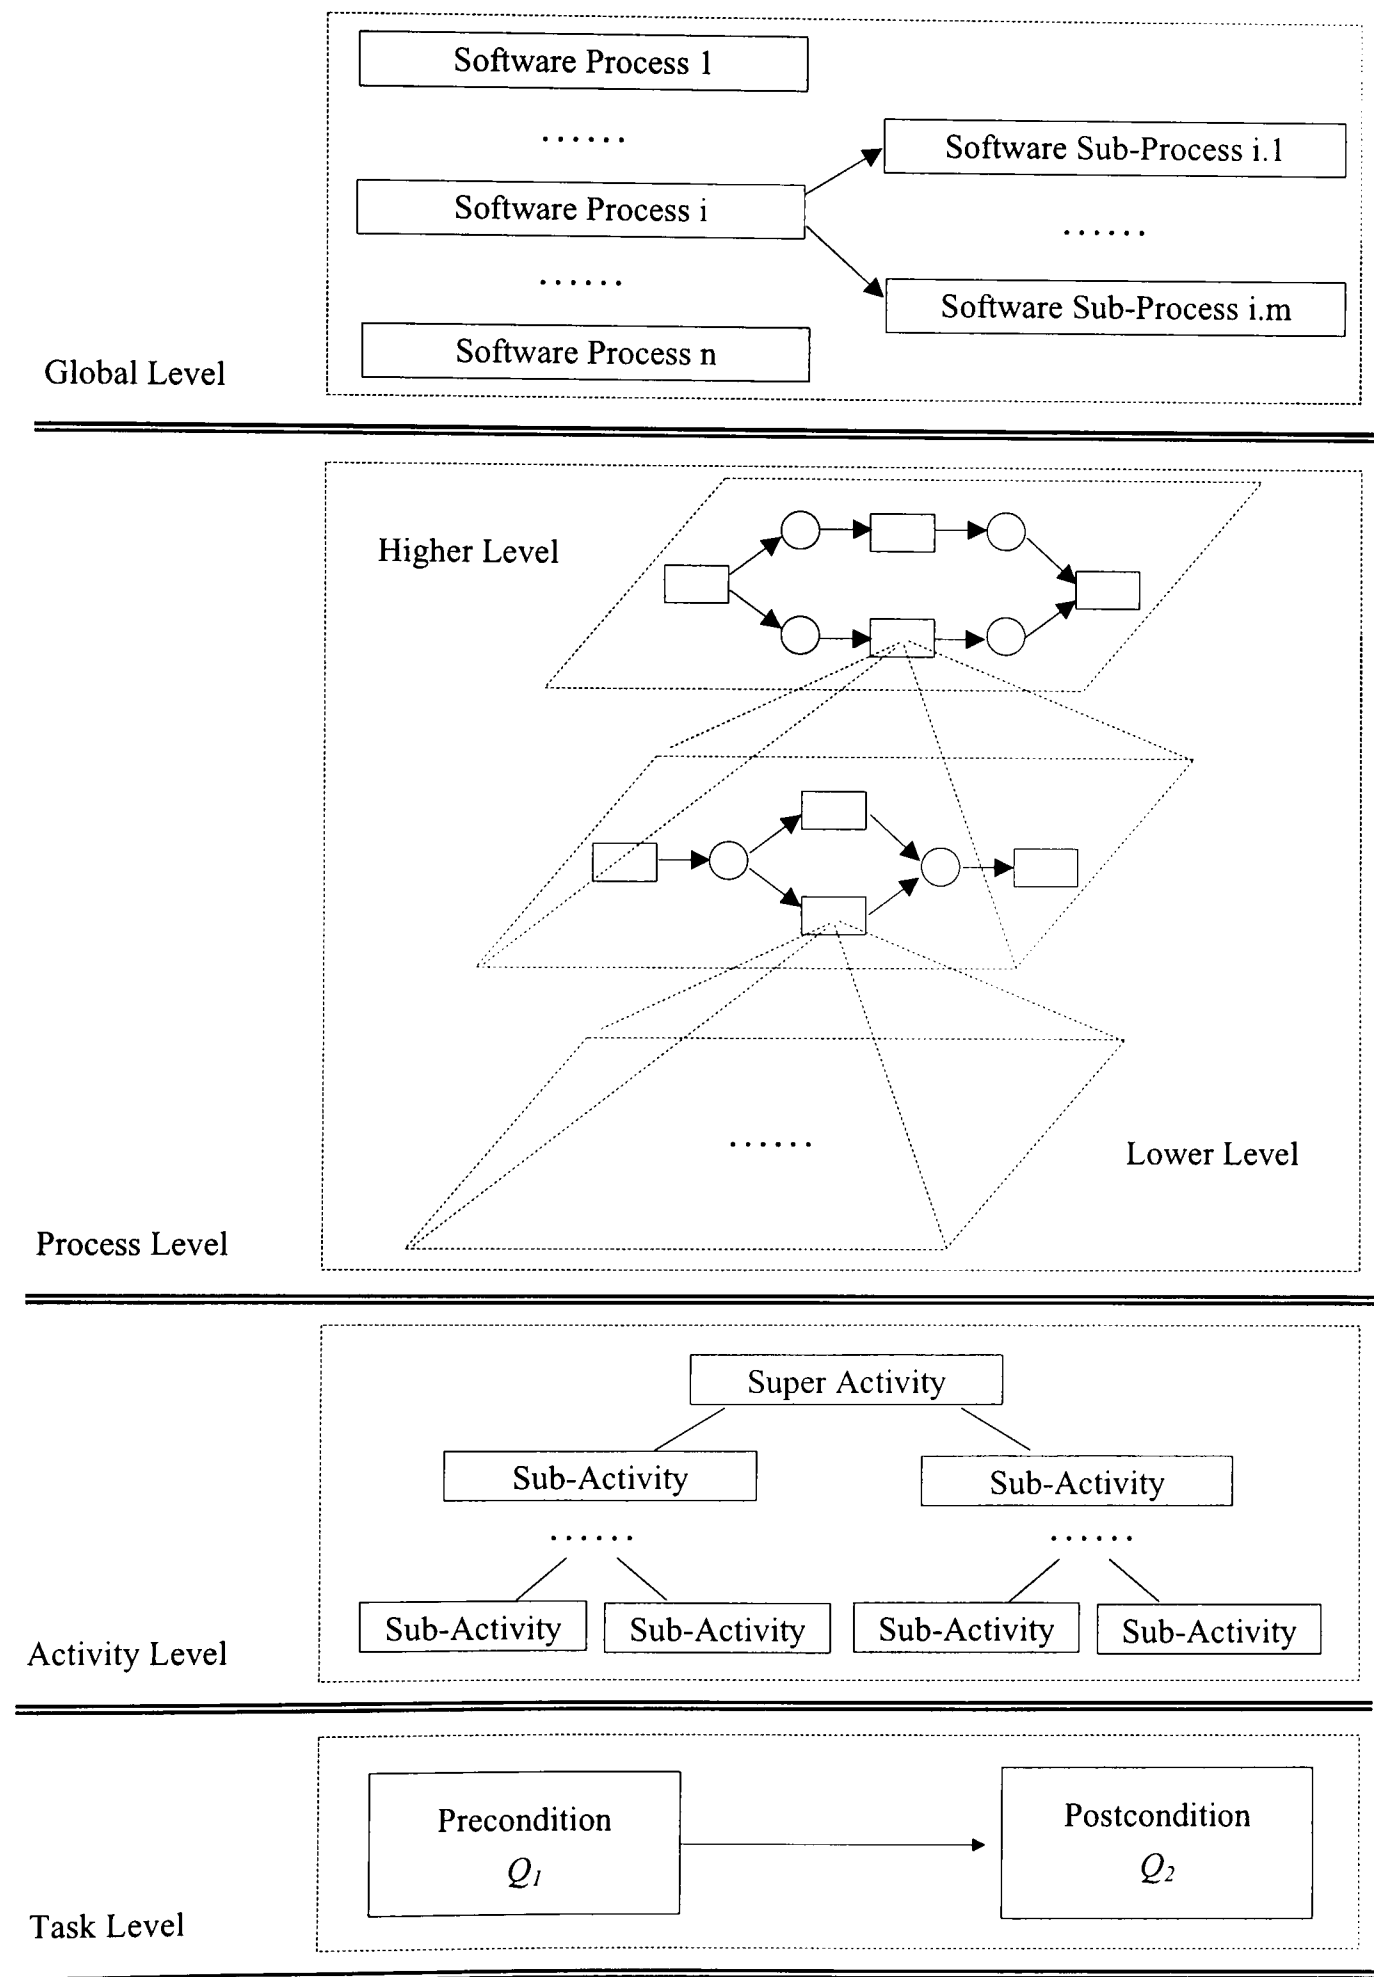 Software Process 1
......
Software Sub-Process i.1
Software Process i
......
......
Software Sub-Process i.m
Software Process n
Global Level
Higher Level
......
Lower Level
Process Level
Super Activity
Sub-Activity
Sub-Activity
......
......
Sub-Activity
Sub-Activity
Sub-Activity
Sub-Activity
Activity Level
Precondition
Q1
Postcondition
Q2
Task Level